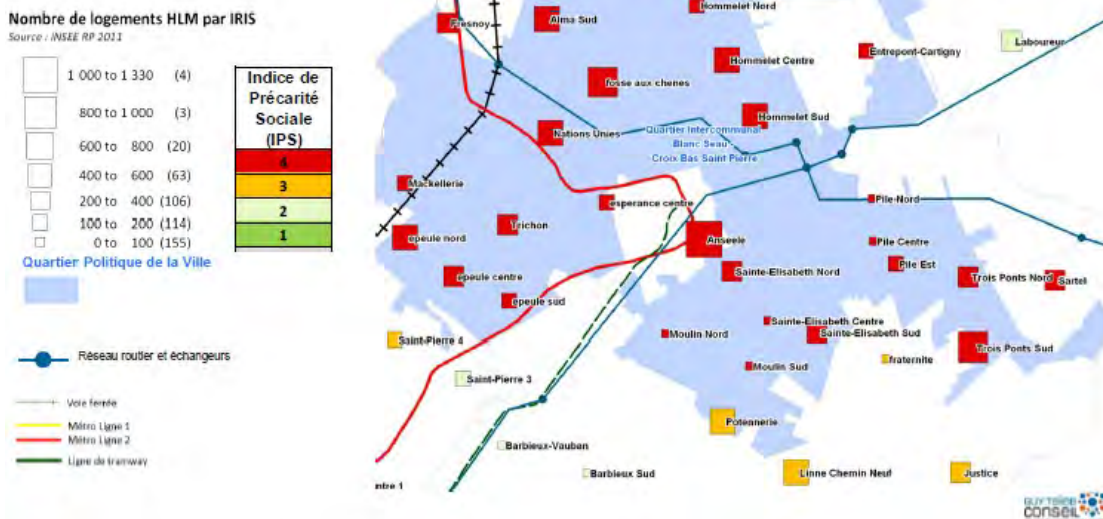 Nombre de logements HLM par IRIS
Source : INSEE RP 2011
1 000 to 1 330 (4)
800 to 1 000 (3)
600 to 800 (20)
400 to 600 (63)
200 to 400 (106)
100 to 200 (114)
0 to 100 (155)
Indice de
Précarité
Sociale
(IPS)
4
3
2
1
Quartier Politique de la Ville
Réseau routier et échangeurs
Voie ferrée
Métro Ligne 1
Métro Ligne 2
Ligne de tramway
Fresnoy
Alma Sud
Hommelet Nord
Hommelet Centre
Entrepont-Cartigny
Laboureur
fosse aux chenes
Hommelet Sud
Nations Unies
Quartier Intercommunal
Blanc Seau
Croix Bas Saint Pierre
Mackellerie
esperance centre
Pile-Nord
epeule nord
Trichon
Anseele
Pile Centre
Pile Est
epeule centre
Sainte-Elisabeth Nord
Trois Ponts Nord
Sartel
epeule sud
Sainte-Elisabeth Centre
Moulin Nord
Sainte-Elisabeth Sud
Saint-Pierre 4
Trois Ponts Sud
fraternite
Moulin Sud
Saint-Pierre 3
Potennerie
Barbieux-Vauban
Barbieux Sud
Linne Chemin Neuf
Justice
ntre 1
CONSEIL